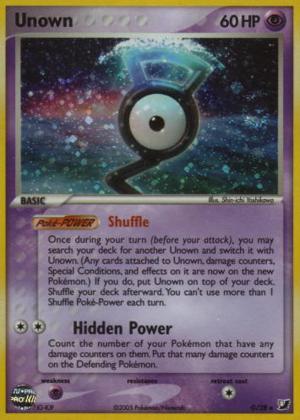 Unown 60 HP
BASIC
Illus. Shin-ichi Yoshikawa
Poké-POWER Shuffle
Once during your turn (before your attack), you may
search your deck for another Unown and switch it with
Unown. (Any cards attached to Unown, damage counters,
Special Conditions, and effects on it are now on the new
Pokémon.) If you do, put Unown on top of your deck.
Shuffle your deck afterward. You can't use more than 1
Shuffle Poké-Power each turn.
Hidden Power
Count the number of your Pokémon that have any
damage counters on them. Put that many damage counters
on the Defending Pokémon.
weakness resistance retreat cost
©2005 Pokémon/Nintendo